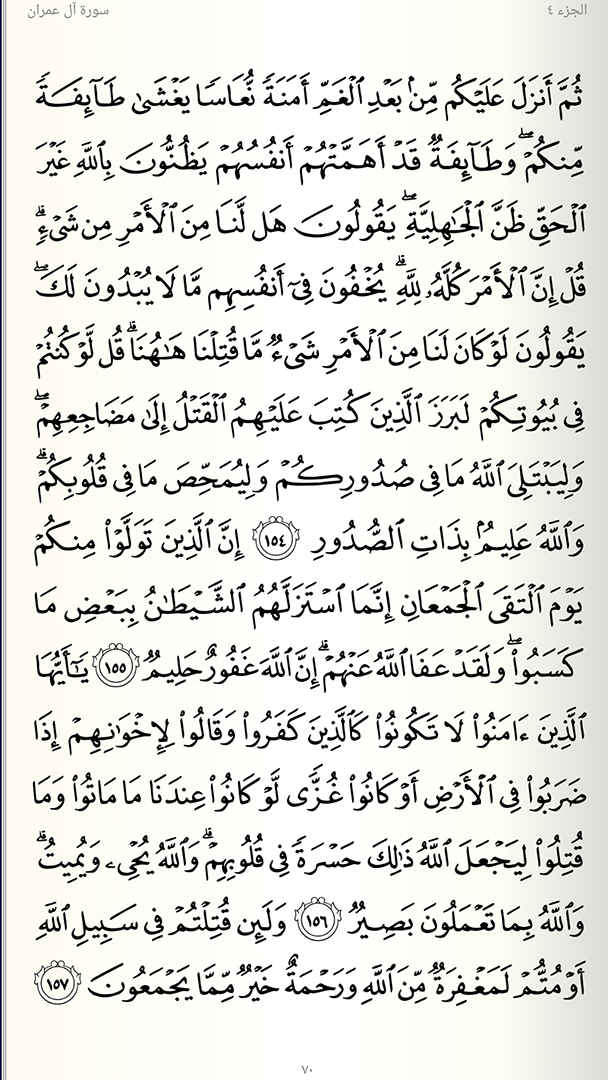 الجزء ٤
سورة آل عمران
ثُمَّ أَنزَلَ عَلَيْكُم مِّنۢ بَعْدِ ٱلْغَمِّ أَمَنَةً نُّعَاسًا يَغْشَىٰ طَآئِفَةً
مِّنكُمْ ۖ وَطَآئِفَةٌ قَدْ أَهَمَّتْهُمْ أَنفُسُهُمْ يَظُنُّونَ بِٱللَّهِ غَيْرَ
ٱلْحَقِّ ظَنَّ ٱلْجَٰهِلِيَّةِ ۖ يَقُولُونَ هَل لَّنَا مِنَ ٱلْأَمْرِ مِن شَىْءٍ ۗ
قُلْ إِنَّ ٱلْأَمْرَ كُلَّهُۥ لِلَّهِ ۗ يُخْفُونَ فِىٓ أَنفُسِهِم مَّا لَا يُبْدُونَ لَكَ ۖ
يَقُولُونَ لَوْ كَانَ لَنَا مِنَ ٱلْأَمْرِ شَىْءٌ مَّا قُتِلْنَا هَٰهُنَا ۗ قُل لَّوْ كُنتُمْ
فِى بُيُوتِكُمْ لَبَرَزَ ٱلَّذِينَ كُتِبَ عَلَيْهِمُ ٱلْقَتْلُ إِلَىٰ مَضَاجِعِهِمْ ۖ
وَلِيَبْتَلِىَ ٱللَّهُ مَا فِى صُدُورِكُمْ وَلِيُمَحِّصَ مَا فِى قُلُوبِكُمْ ۗ
وَٱللَّهُ عَلِيمٌۢ بِذَاتِ ٱلصُّدُورِ ١٥٤ إِنَّ ٱلَّذِينَ تَوَلَّوْا۟ مِنكُمْ
يَوْمَ ٱلْتَقَى ٱلْجَمْعَانِ إِنَّمَا ٱسْتَزَلَّهُمُ ٱلشَّيْطَٰنُ بِبَعْضِ مَا
كَسَبُوا۟ ۖ وَلَقَدْ عَفَا ٱللَّهُ عَنْهُمْ ۗ إِنَّ ٱللَّهَ غَفُورٌ حَلِيمٌ ١٥٥ يَٰٓأَيُّهَا
ٱلَّذِينَ ءَامَنُوا۟ لَا تَكُونُوا۟ كَٱلَّذِينَ كَفَرُوا۟ وَقَالُوا۟ لِإِخْوَٰنِهِمْ إِذَا
ضَرَبُوا۟ فِى ٱلْأَرْضِ أَوْ كَانُوا۟ غُزًّى لَّوْ كَانُوا۟ عِندَنَا مَا مَاتُوا۟ وَمَا
قُتِلُوا۟ لِيَجْعَلَ ٱللَّهُ ذَٰلِكَ حَسْرَةً فِى قُلُوبِهِمْ ۗ وَٱللَّهُ يُحْىِۦ وَيُمِيتُ ۗ
وَٱللَّهُ بِمَا تَعْمَلُونَ بَصِيرٌ ١٥٦ وَلَئِن قُتِلْتُمْ فِى سَبِيلِ ٱللَّهِ
أَوْ مُتُّمْ لَمَغْفِرَةٌ مِّنَ ٱللَّهِ وَرَحْمَةٌ خَيْرٌ مِّمَّا يَجْمَعُونَ ١٥٧
٧٠